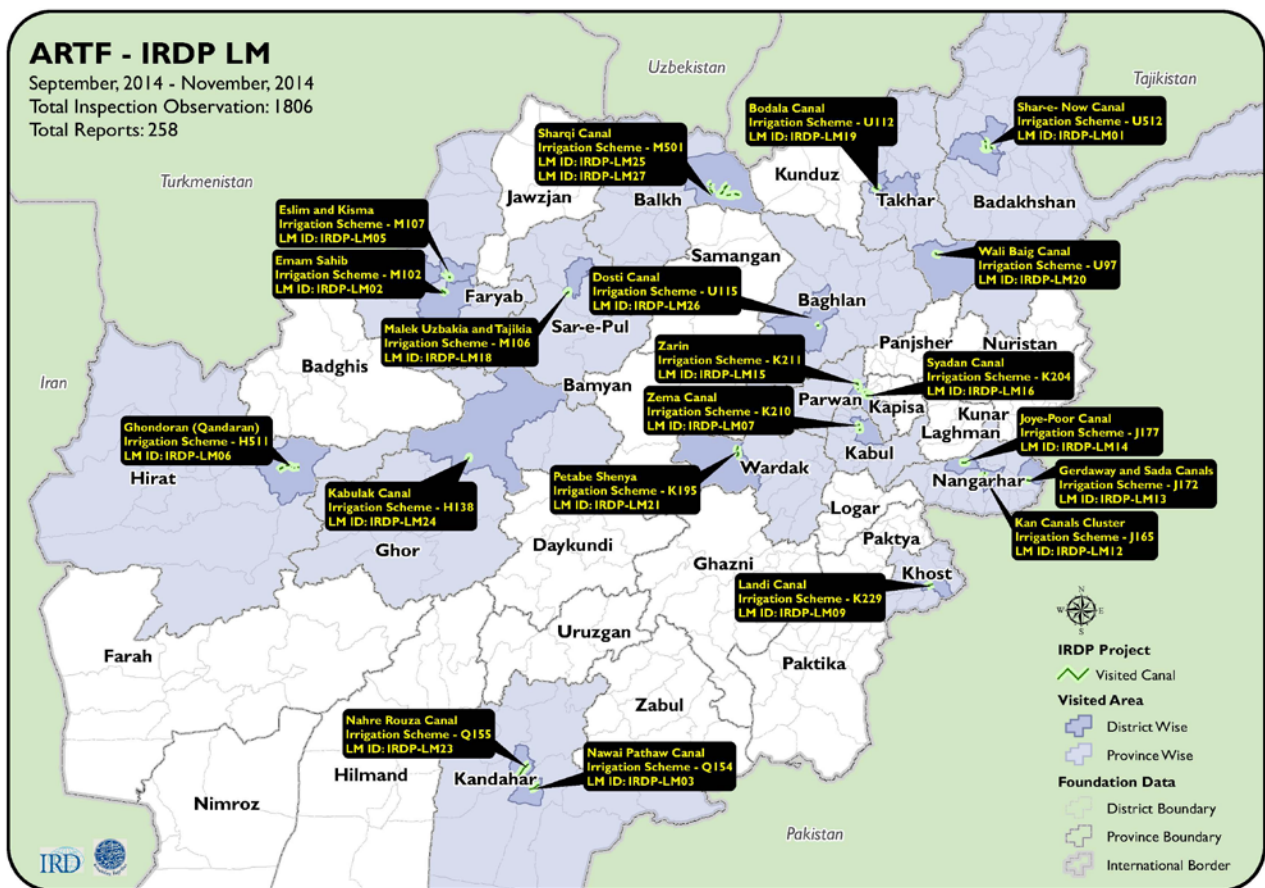 ARTF - IRDP LM
September, 2014 - November, 2014
Total Inspection Observation: 1806
Total Reports: 258
Uzbekistan
Tajikistan
Turkmenistan
Iran
Pakistan
Bodala Canal
Irrigation Scheme - U112
LM ID: IRDP-LM19
Shar-e- Now Canal
Irrigation Scheme - U512
LM ID: IRDP-LM01
Sharqi Canal
Irrigation Scheme - M501
LM ID: IRDP-LM25
LM ID: IRDP-LM27
Eslim and Kisma
Irrigation Scheme - M107
LM ID: IRDP-LM05
Emam Sahib
Irrigation Scheme - M102
LM ID: IRDP-LM02
Wali Baig Canal
Irrigation Scheme - U97
LM ID: IRDP-LM20
Dosti Canal
Irrigation Scheme - U115
LM ID: IRDP-LM26
Malek Uzbakia and Tajikia
Irrigation Scheme - M106
LM ID: IRDP-LM18
Zarin
Irrigation Scheme - K211
LM ID: IRDP-LM15
Syadan Canal
Irrigation Scheme - K204
LM ID: IRDP-LM16
Zema Canal
Irrigation Scheme - K210
LM ID: IRDP-LM07
Joye-Poor Canal
Irrigation Scheme - J177
LM ID: IRDP-LM14
Ghondoran (Qandaran)
Irrigation Scheme - H511
LM ID: IRDP-LM06
Gerdaway and Sada Canals
Irrigation Scheme - J172
LM ID: IRDP-LM13
Petabe Shenya
Irrigation Scheme - K195
LM ID: IRDP-LM21
Kabulak Canal
Irrigation Scheme - H138
LM ID: IRDP-LM24
Kan Canals Cluster
Irrigation Scheme - J165
LM ID: IRDP-LM12
Landi Canal
Irrigation Scheme - K229
LM ID: IRDP-LM09
Nahre Rouza Canal
Irrigation Scheme - Q155
LM ID: IRDP-LM23
Nawai Pathaw Canal
Irrigation Scheme - Q154
LM ID: IRDP-LM03
Jawzjan
Balkh
Kunduz
Takhar
Badakhshan
Samangan
Faryab
Sar-e-Pul
Baghlan
Badghis
Panjsher
Nuristan
Bamyan
Parwan
Kapisa
Kunar
Laghman
Hirat
Wardak
Kabul
Nangarhar
Logar
Paktya
Ghor
Daykundi
Ghazni
Khost
Uruzgan
Farah
Paktika
Zabul
Hilmand
Kandahar
Nimroz
N
W
E
S
IRDP Project
Visited Canal
Visited Area
District Wise
Province Wise
Foundation Data
District Boundary
Province Boundary
International Border
IRD